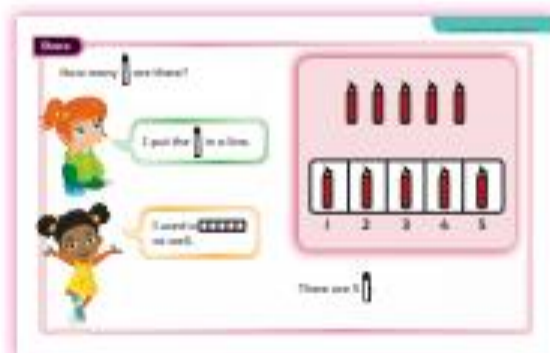 Share
How many are there?
I put the in a line.
I used a
as well.
1 2 3 4 5
There are 5